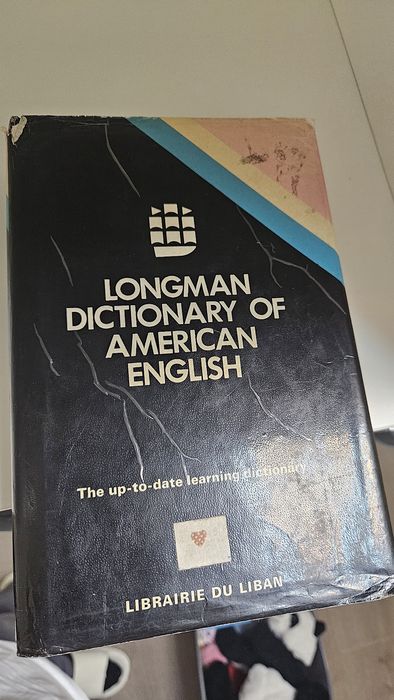 LONGMAN
DICTIONARY OF
AMERICAN
ENGLISH
The up-to-date learning dictionary
LIBRAIRIE DU LIBAN